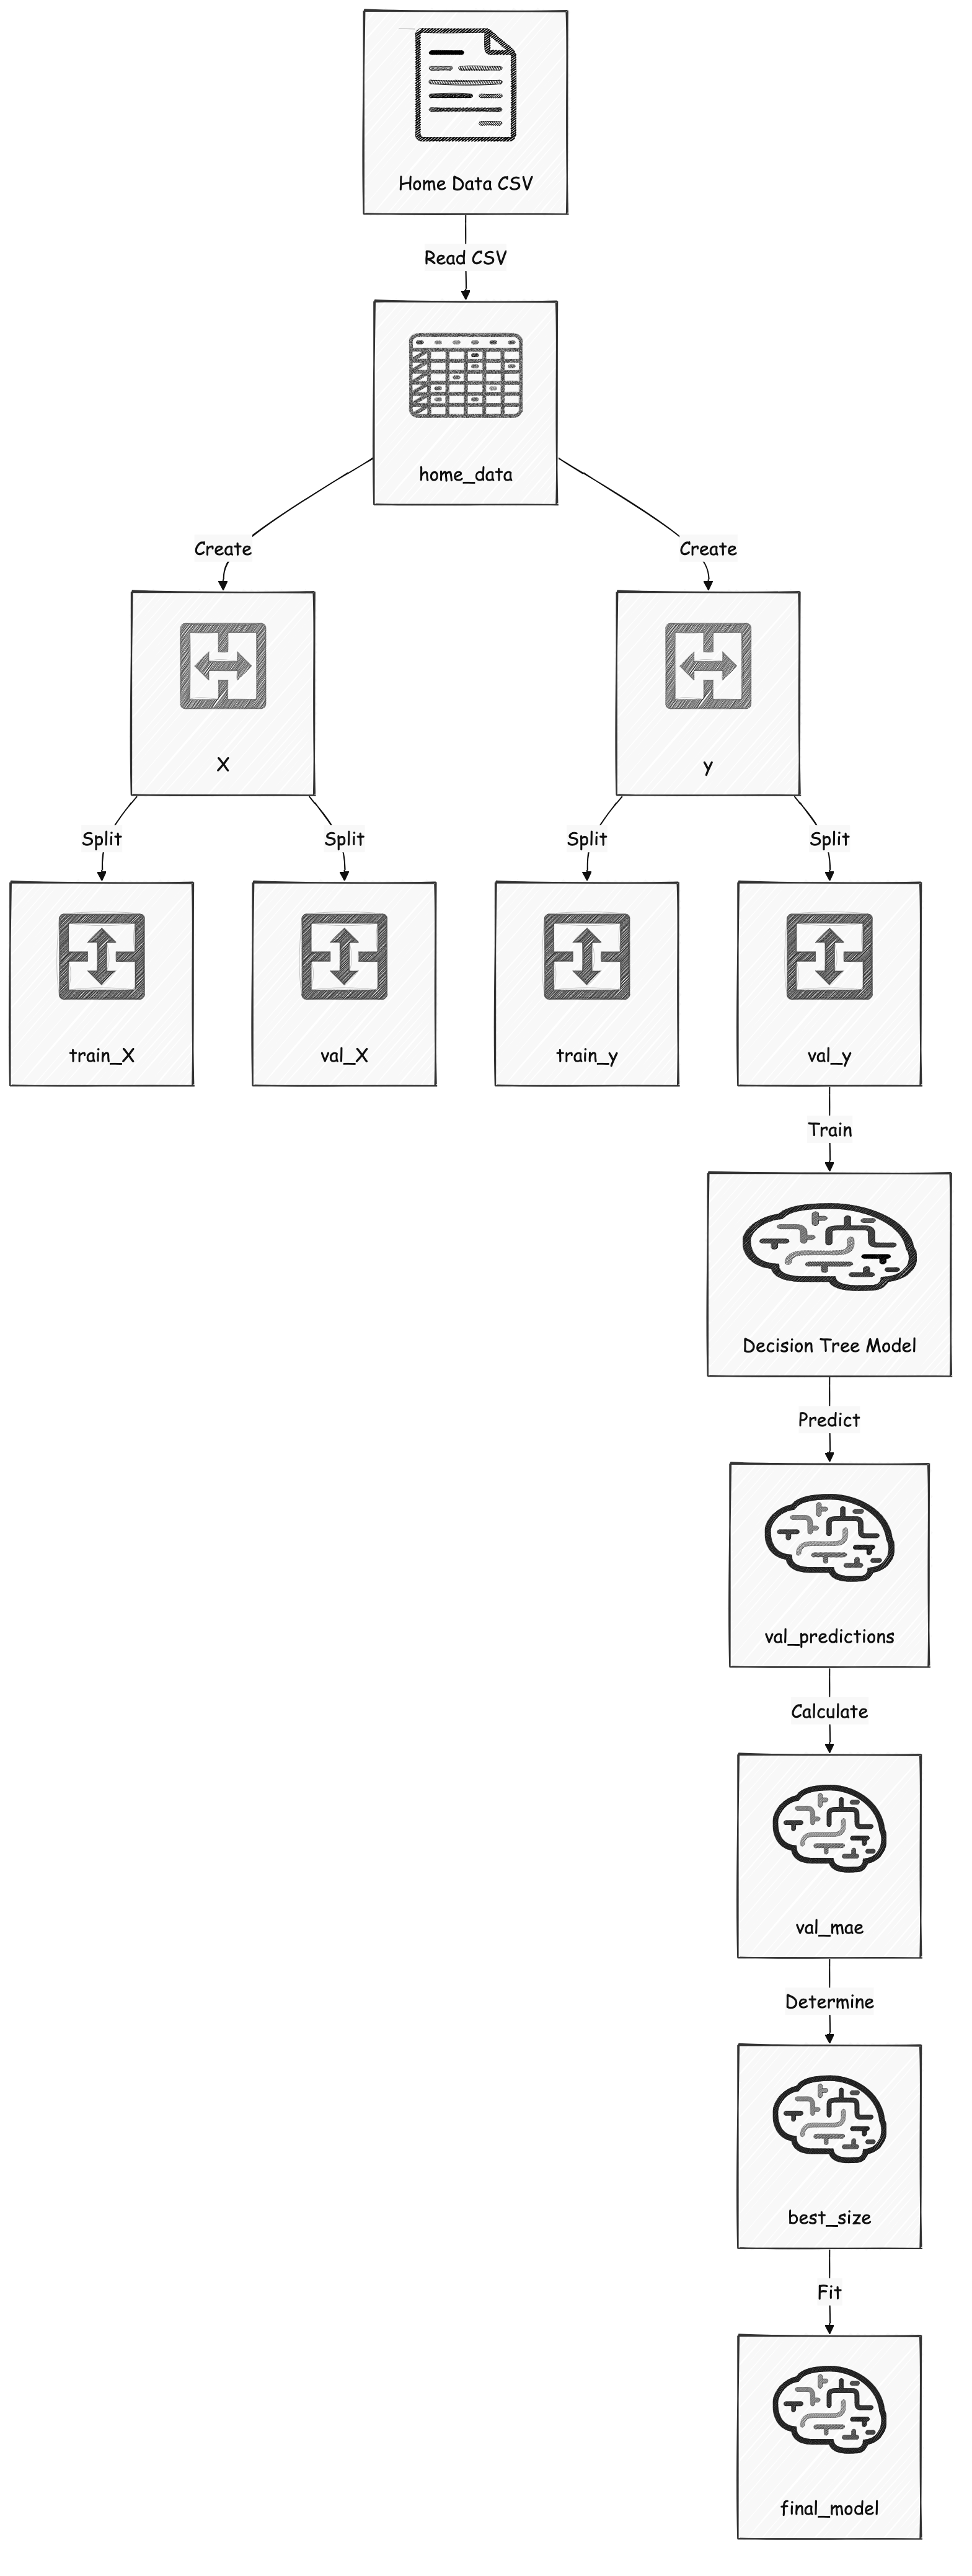 Home Data CSV
Read CSV
home_data
Create
Create
X
y
Split
Split
Split
Split
train_X
val_X
train_y
val_y
Train
Decision Tree Model
Predict
val_predictions
Calculate
val_mae
Determine
best_size
Fit
final_model